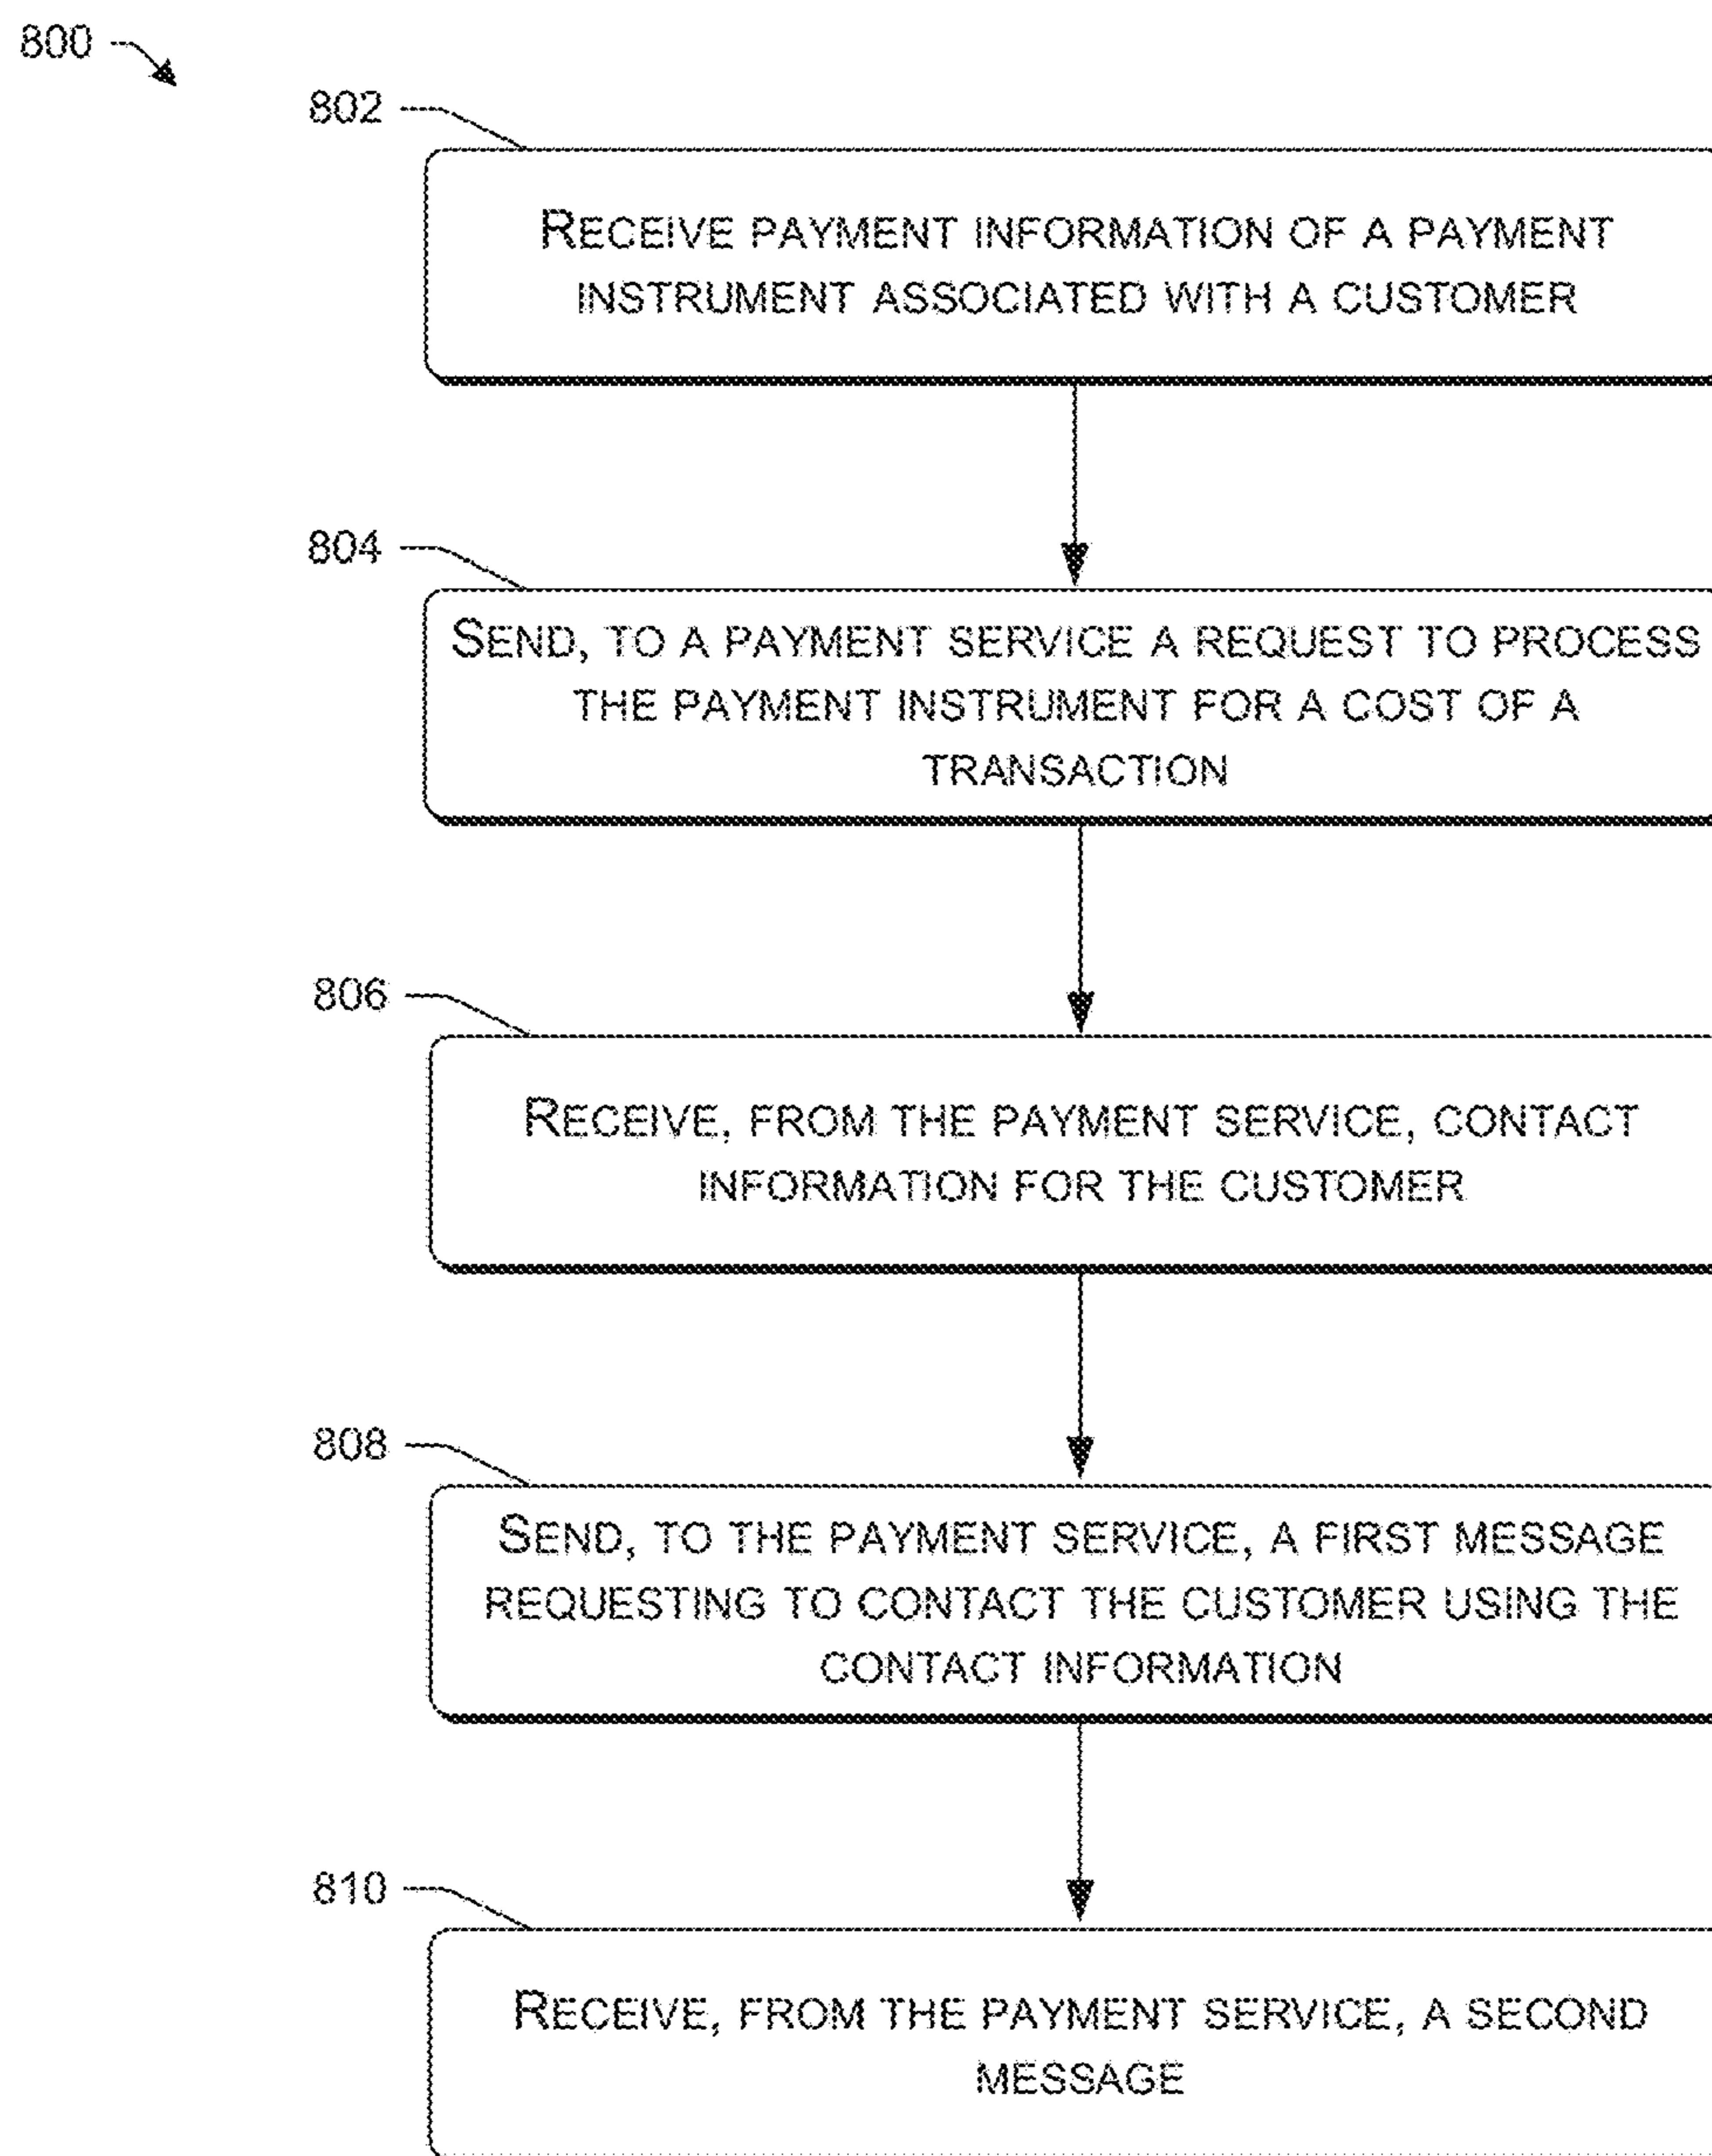 800
802
RECEIVE PAYMENT INFORMATION OF A PAYMENT
INSTRUMENT ASSOCIATED WITH A CUSTOMER
804
SEND, TO A PAYMENT SERVICE A REQUEST TO PROCESS
THE PAYMENT INSTRUMENT FOR A COST OF A
TRANSACTION
806
RECEIVE, FROM THE PAYMENT SERVICE, CONTACT
INFORMATION FOR THE CUSTOMER
808
SEND, TO THE PAYMENT SERVICE, A FIRST MESSAGE
REQUESTING TO CONTACT THE CUSTOMER USING THE
CONTACT INFORMATION
810
RECEIVE, FROM THE PAYMENT SERVICE, A SECOND
MESSAGE